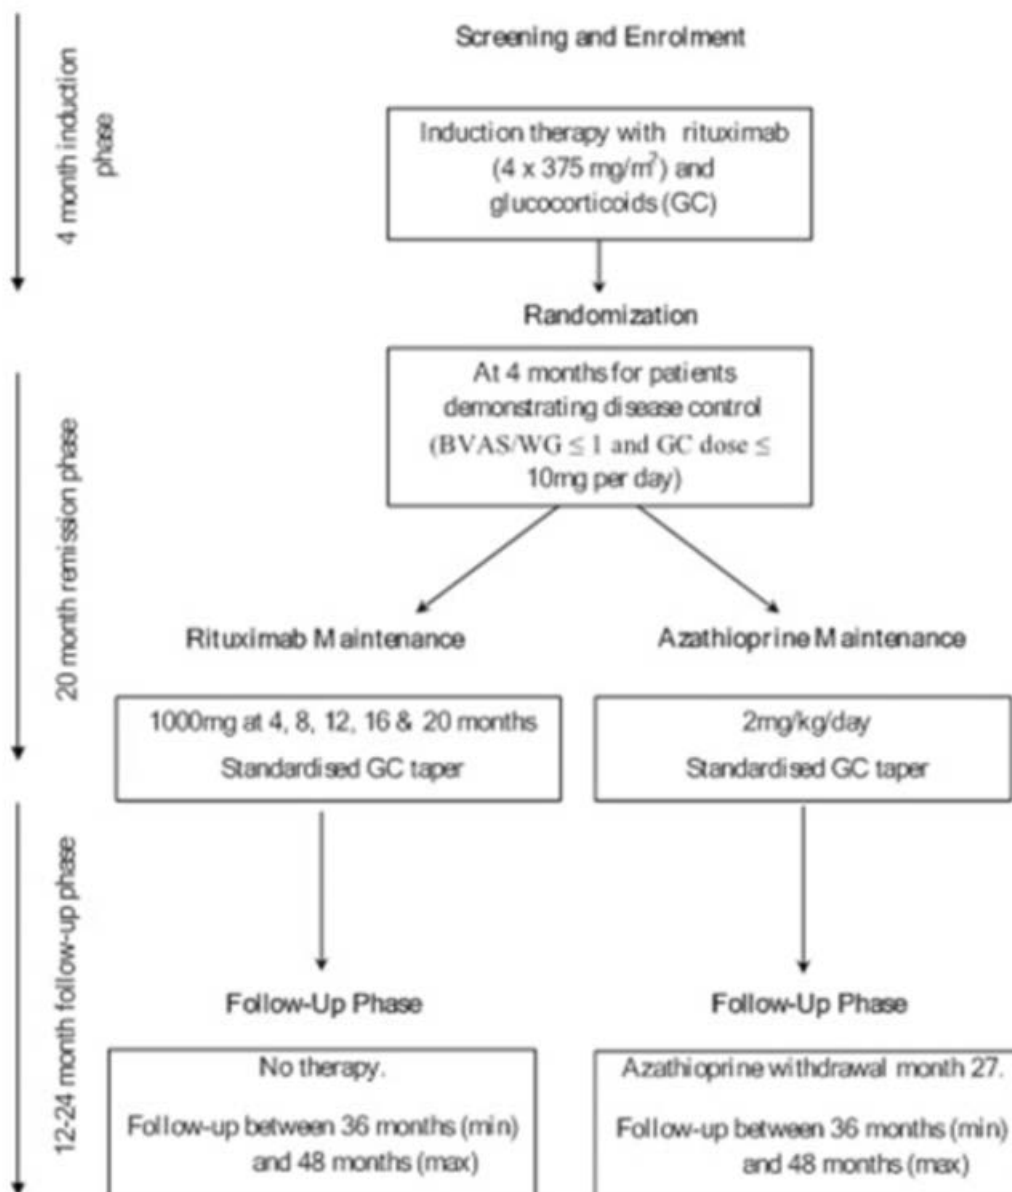 Screening and Enrolment
4 month induction
phase
Induction therapy with rituximab
(4 x 375 mg/m²) and
glucocorticoids (GC)
Randomization
At 4 months for patients
demonstrating disease control
(BVAS/WG ≤ 1 and GC dose ≤
10mg per day)
20 month remission phase
Rituximab Maintenance
1000mg at 4, 8, 12, 16 & 20 months
Standardised GC taper
Azathioprine Maintenance
2mg/kg/day
Standardised GC taper
12-24 month follow-up phase
Follow-Up Phase
No therapy.
Follow-up between 36 months (min)
and 48 months (max)
Follow-Up Phase
Azathioprine withdrawal month 27.
Follow-up between 36 months (min)
and 48 months (max)